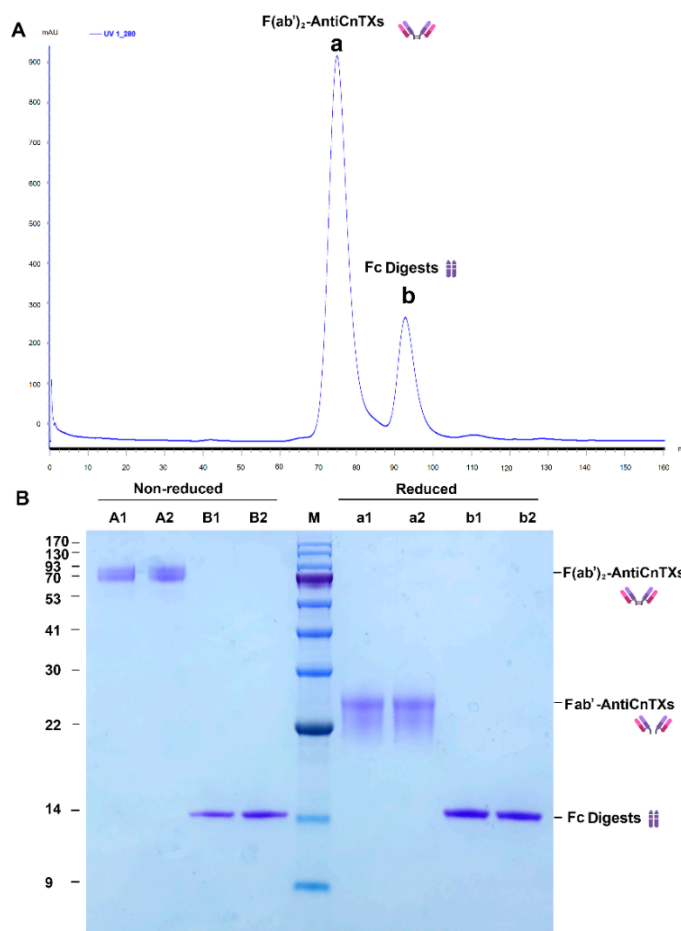 F(ab')₂-AntiCnTXs
A
mAU
UV 1_280
a
900
800
700
600
500
400
300
200
100
0
Fc Digests
b
0 10 20 30 40 50 60 70 80 90 100 110 120 130 140 150 160
B
Non-reduced Reduced
A1 A2 B1 B2 M a1 a2 b1 b2
170
130
93
70
53
41
30
22
14
9
F(ab')₂-AntiCnTXs
Fab'-AntiCnTXs
Fc Digests